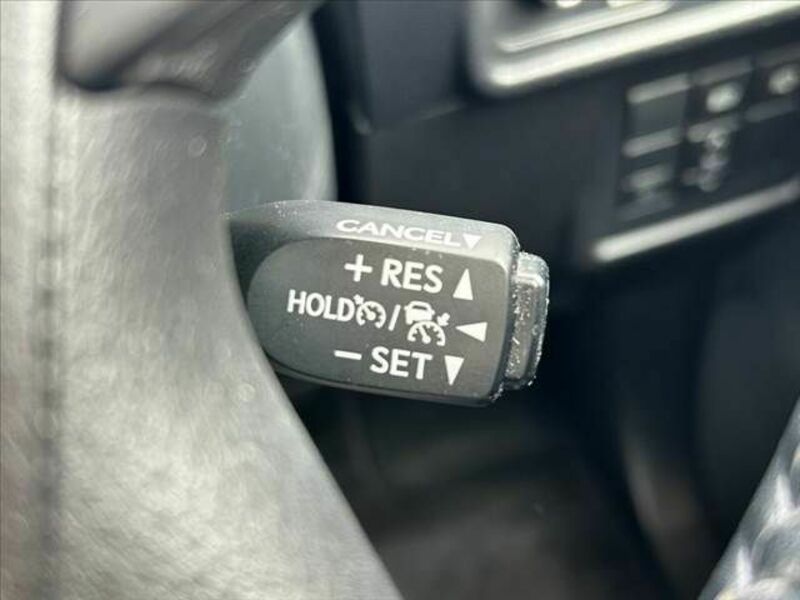 CANCEL▼
+ RES ▲
HOLD / ◀
− SET ▼